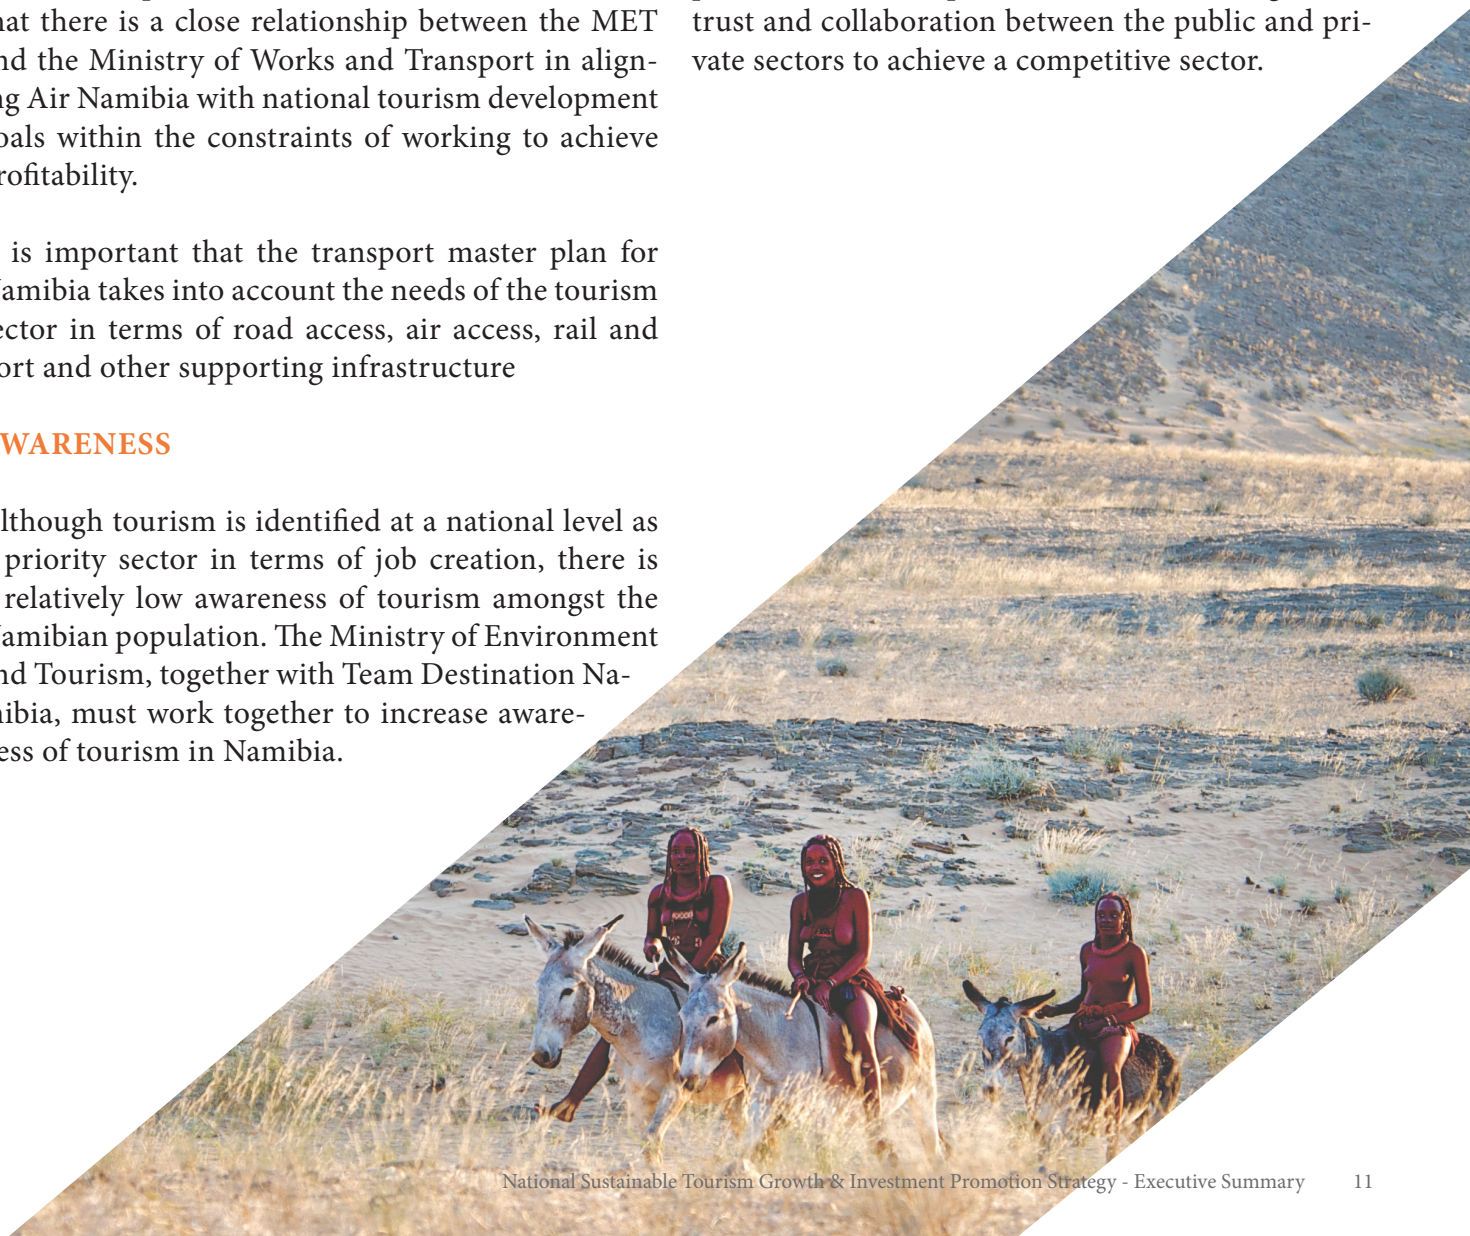 hat there is a close relationship between the MET
nd the Ministry of Works and Transport in align-
ng Air Namibia with national tourism development
oals within the constraints of working to achieve
rofitability.
is important that the transport master plan for
amibia takes into account the needs of the tourism
ector in terms of road access, air access, rail and
ort and other supporting infrastructure
WARENESS
lthough tourism is identified at a national level as
priority sector in terms of job creation, there is
relatively low awareness of tourism amongst the
amibian population. The Ministry of Environment
nd Tourism, together with Team Destination Na-
ibia, must work together to increase aware-
ess of tourism in Namibia.
trust and collaboration between the public and pri-
vate sectors to achieve a competitive sector.
National Sustainable Tourism Growth & Investment Promotion Strategy - Executive Summary 11